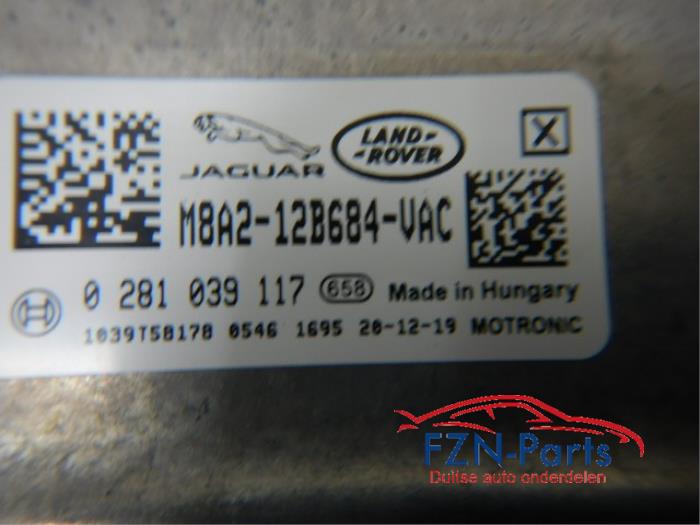 JAGUAR
LAND-
-ROVER
X
M8A2-12B684-VAC
0 281 039 117 658 Made in Hungary
1039T58178 0546 1695 20-12-19 MOTRONIC
FZN-Parts
Duitse auto onderdelen